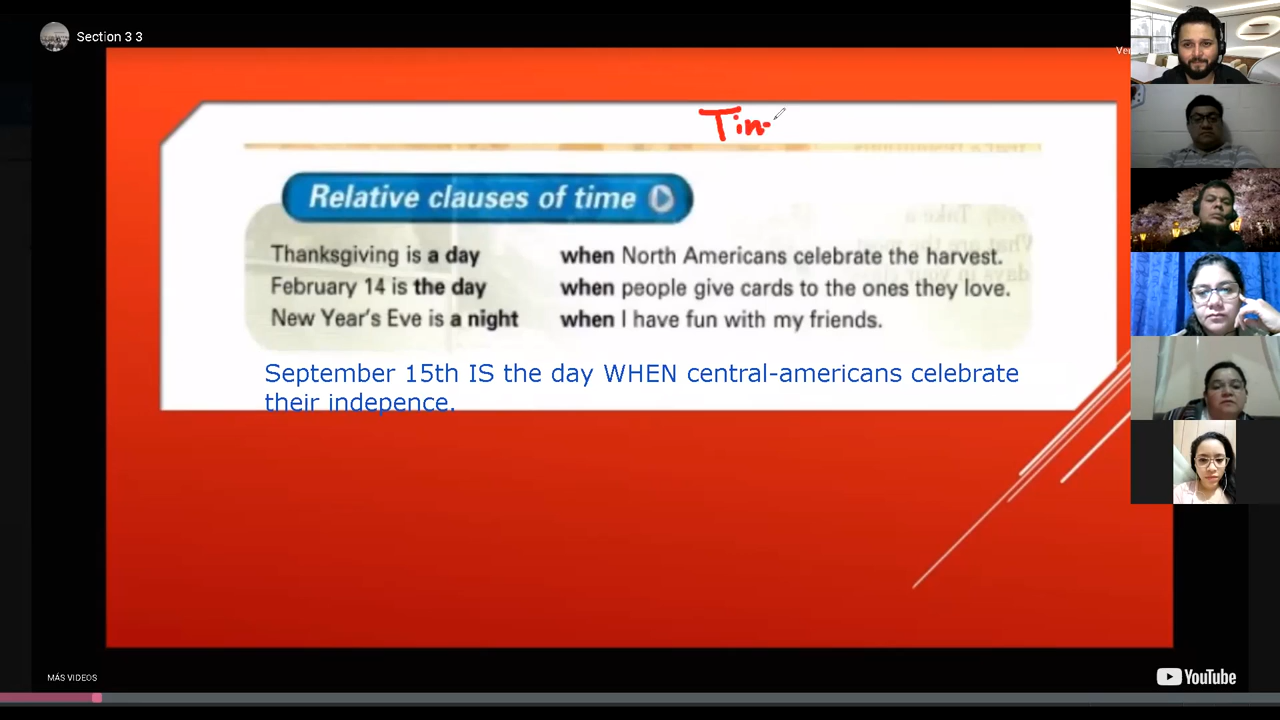 Section 3 3
Tim
Relative clauses of time
Thanksgiving is a day when North Americans celebrate the harvest.
February 14 is the day when people give cards to the ones they love.
New Year's Eve is a night when I have fun with my friends.
September 15th IS the day WHEN central-americans celebrate
their indepence.
MÁS VIDEOS
YouTube